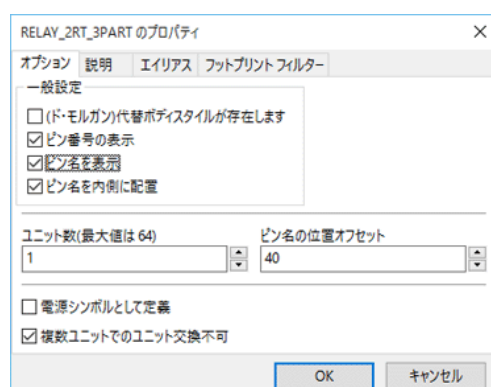 RELAY_2RT_3PART のプロパティ
オプション 説明 エイリアス フットプリント フィルター
一般設定
(ド・モルガン)代替ボディスタイルが存在します
ピン番号の表示
ピン名を表示
ピン名を内側に配置
ユニット数(最大値は 64) ピン名の位置オフセット
1 40
電源シンボルとして定義
複数ユニットでのユニット交換不可
OK キャンセル